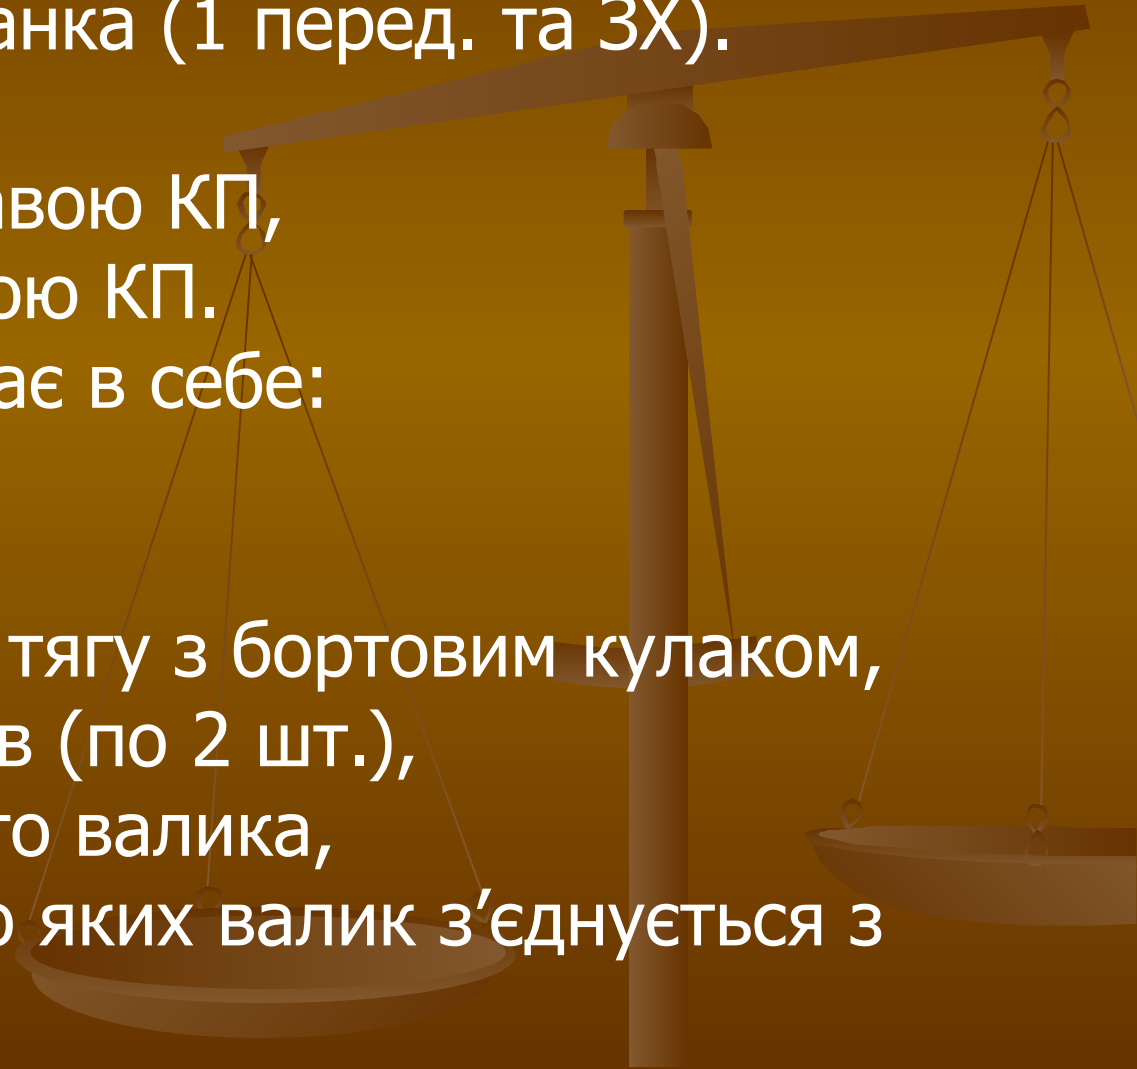 анка (1 перед. та ЗХ).
авою КП,
ою КП.
ає в себе:
тягу з бортовим кулаком,
в (по 2 шт.),
го валика,
о яких валик з’єднується з